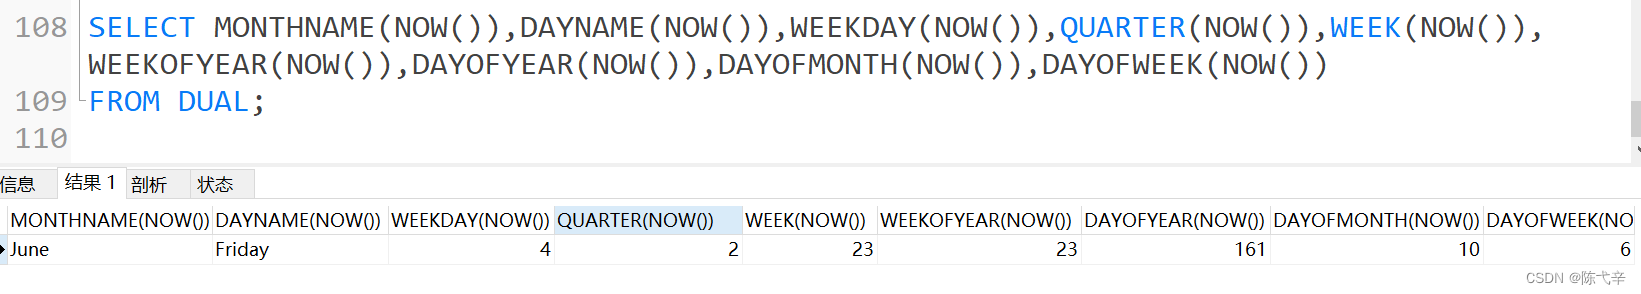 108 SELECT MONTHNAME(NOW()),DAYNAME(NOW()),WEEKDAY(NOW()),QUARTER(NOW()),WEEK(NOW()),
WEEKOFYEAR(NOW()),DAYOFYEAR(NOW()),DAYOFMONTH(NOW()),DAYOFWEEK(NOW())
109 FROM DUAL;
110
信息 结果 1 剖析 状态
MONTHNAME(NOW()) DAYNAME(NOW()) WEEKDAY(NOW()) QUARTER(NOW()) WEEK(NOW()) WEEKOFYEAR(NOW()) DAYOFYEAR(NOW()) DAYOFMONTH(NOW()) DAYOFWEEK(NO
June Friday 4 2 23 23 161 10 6
CSDN @陈弋辛